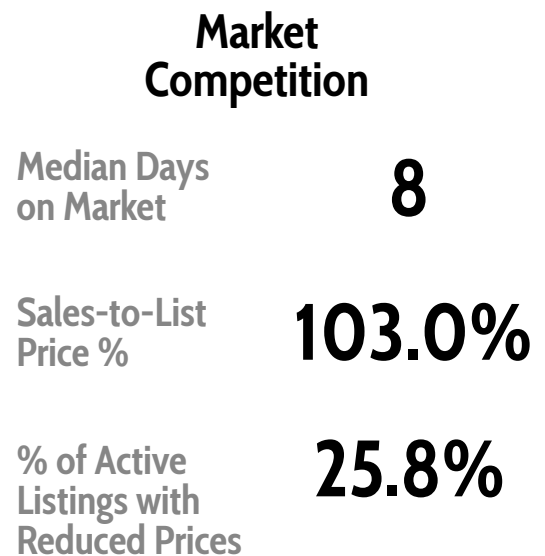 Market
Competition
Median Days
on Market
8
Sales-to-List
Price %
103.0%
% of Active
Listings with
Reduced Prices
25.8%